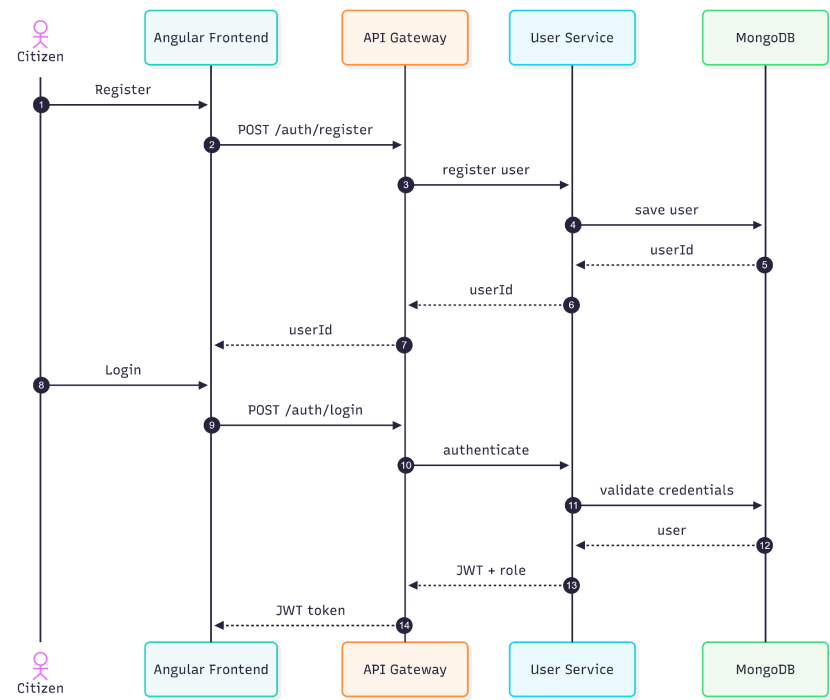 Citizen
Angular Frontend
API Gateway
User Service
MongoDB
Register
1
POST /auth/register
2
register user
3
save user
4
userId
5
userId
6
userId
7
Login
8
POST /auth/login
9
authenticate
10
validate credentials
11
user
12
JWT + role
13
JWT token
14
Citizen
Angular Frontend
API Gateway
User Service
MongoDB